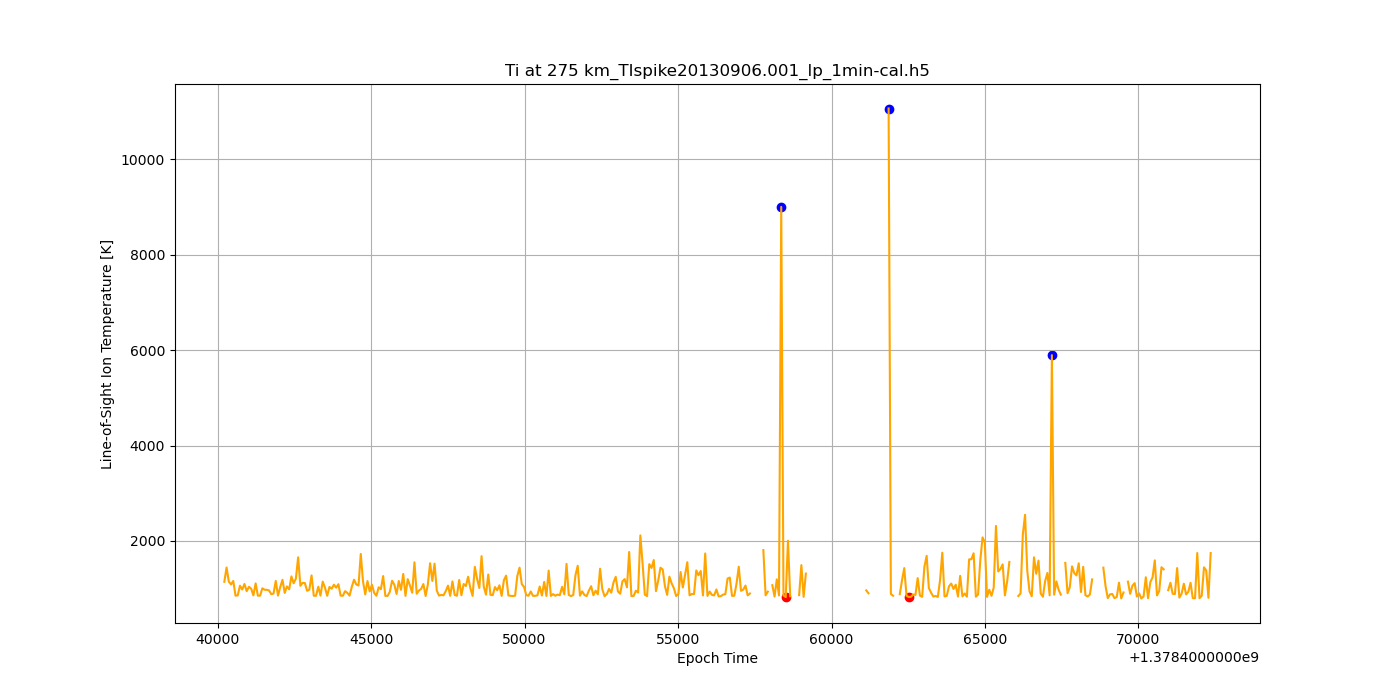 Ti at 275 km_TIspike20130906.001_lp_1min-cal.h5
Line-of-Sight Ion Temperature [K]
10000
8000
6000
4000
2000
40000 45000 50000 55000 60000 65000 70000
Epoch Time
+1.3784000000e9